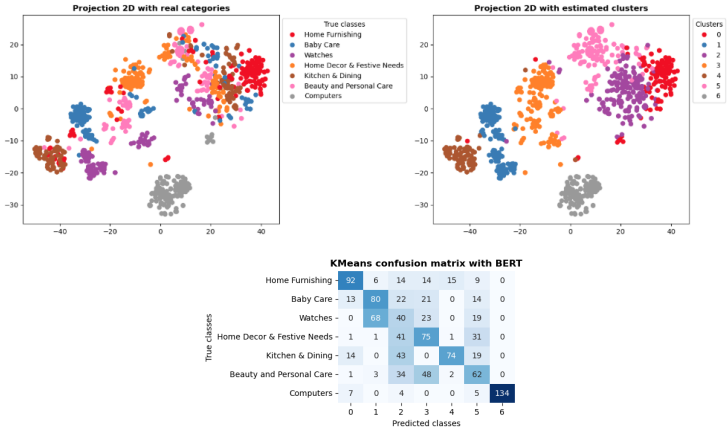 Projection 2D with real categories
20
10
0
−10
−20
−30
−40
−20
0
20
40
True classes
Home Furnishing
Baby Care
Watches
Home Decor & Festive Needs
Kitchen & Dining
Beauty and Personal Care
Computers
Projection 2D with estimated clusters
20
10
0
−10
−20
−30
−40
−20
0
20
40
Clusters
0
1
2
3
4
5
6
KMeans confusion matrix with BERT
True classes
Home Furnishing 92 6 14 14 15 9 0
Baby Care 13 80 22 21 0 14 0
Watches 0 68 40 23 0 19 0
Home Decor & Festive Needs 1 1 41 75 1 31 0
Kitchen & Dining 14 0 43 0 74 19 0
Beauty and Personal Care 1 3 34 48 2 62 0
Computers 7 0 4 0 0 5 134
0 1 2 3 4 5 6
Predicted classes